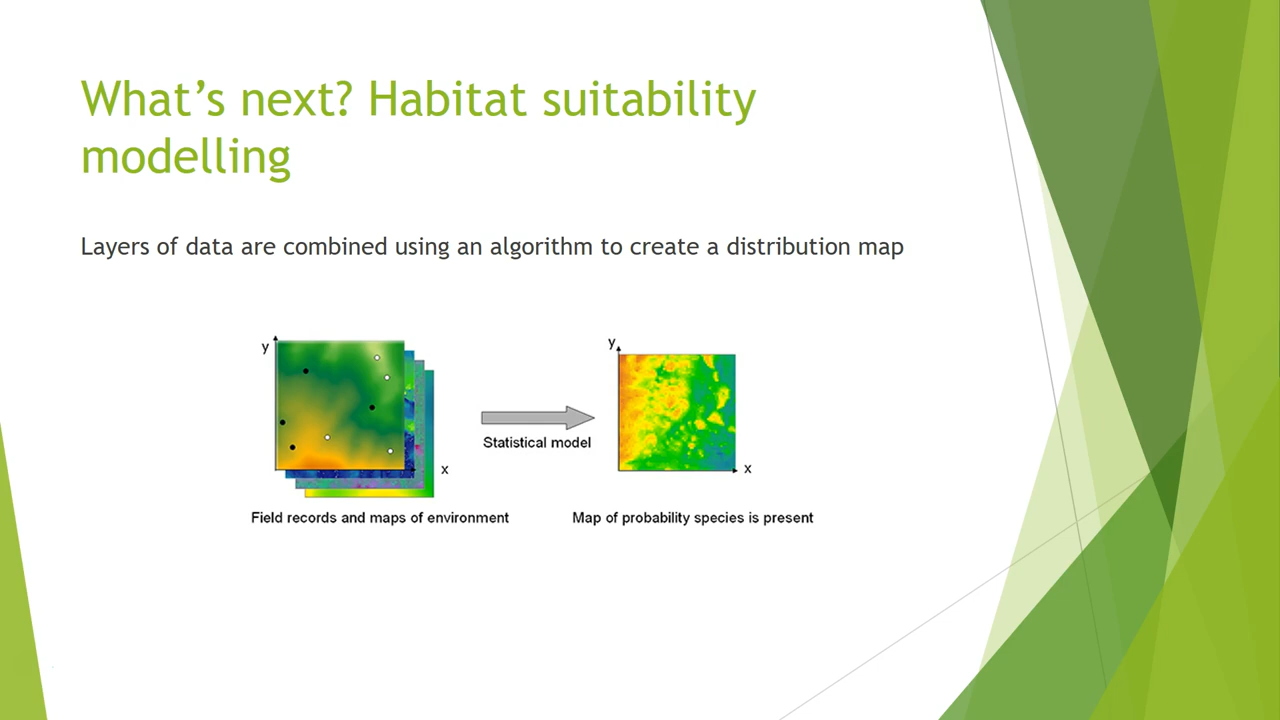 What’s next? Habitat suitability
modelling
Layers of data are combined using an algorithm to create a distribution map
y
x
Field records and maps of environment
Statistical model
y
x
Map of probability species is present